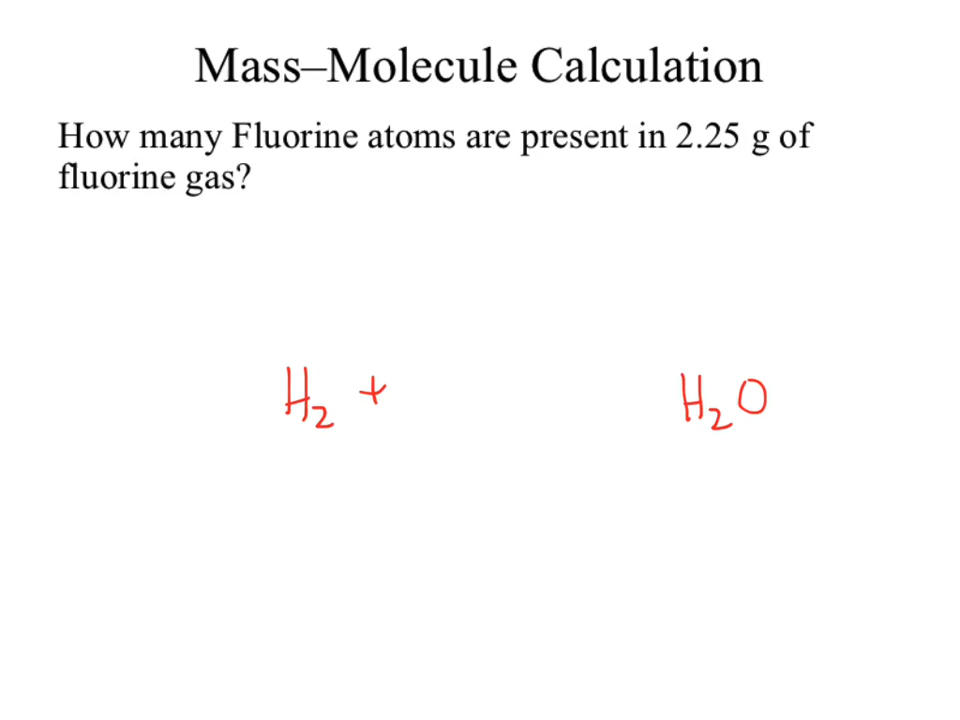 Mass–Molecule Calculation
How many Fluorine atoms are present in 2.25 g of
fluorine gas?
H₂ + H₂O